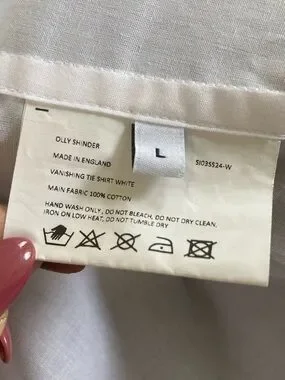 L
OLLY SHINDER
MADE IN ENGLAND SI035524-W
VANISHING TIE SHIRT WHITE
MAIN FABRIC 100% COTTON
HAND WASH ONLY, DO NOT BLEACH, DO NOT DRY CLEAN,
IRON ON LOW HEAT, DO NOT TUMBLE DRY